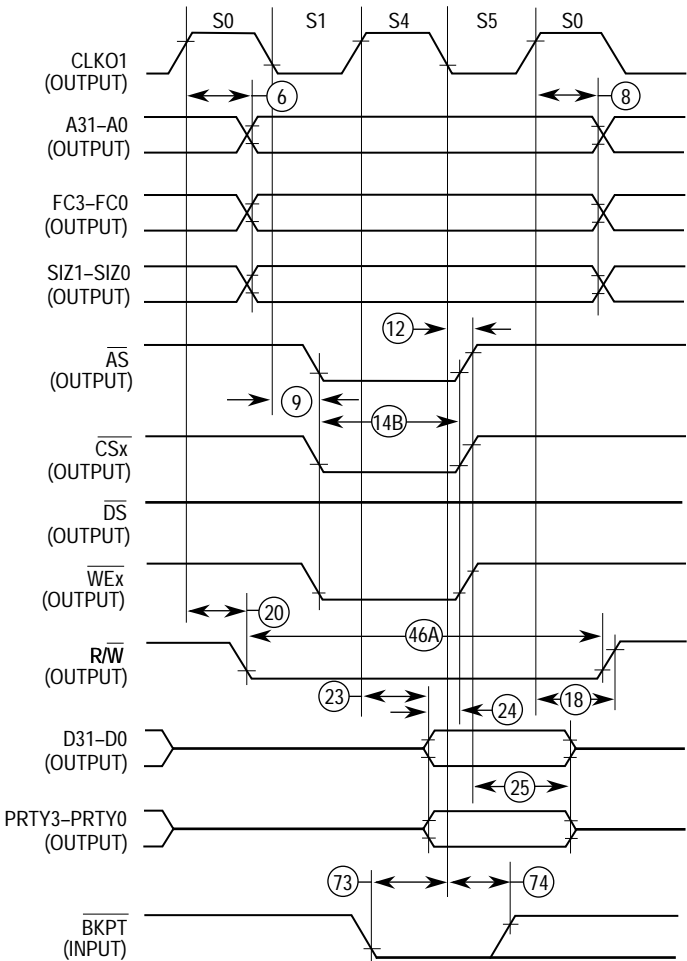 S0 S1 S4 S5 S0
CLKO1
(OUTPUT)
6 8
A31–A0
(OUTPUT)
FC3–FC0
(OUTPUT)
SIZ1–SIZ0
(OUTPUT)
12
AS
(OUTPUT)
9
14B
CSx
(OUTPUT)
DS
(OUTPUT)
WEx
(OUTPUT)
20
46A
R/W
(OUTPUT)
23 24 18
D31–D0
(OUTPUT)
25
PRTY3–PRTY0
(OUTPUT)
73 74
BKPT
(INPUT)